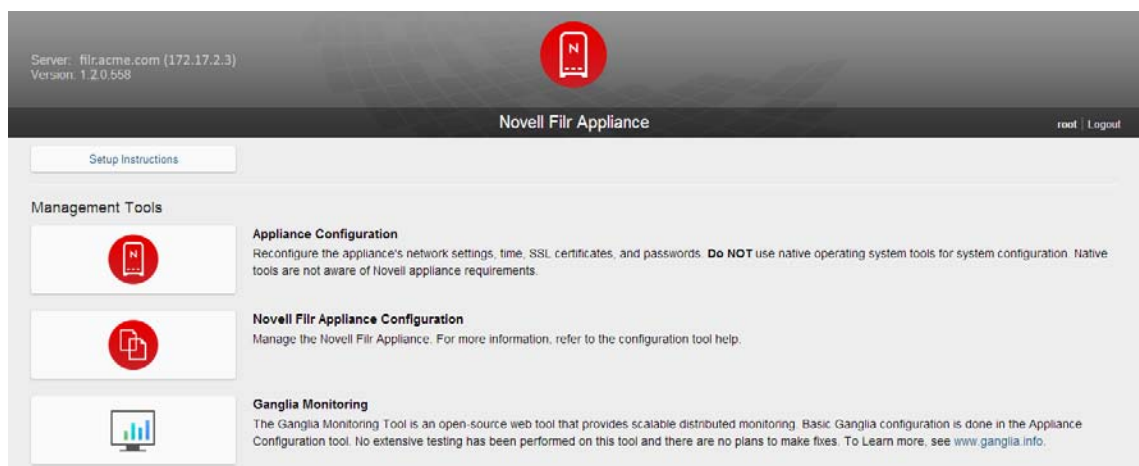 Server: filr.acme.com (172.17.2.3)
Version: 1.2.0.558
N
Novell Filr Appliance
root | Logout
Setup Instructions
Management Tools
N
Appliance Configuration
Reconfigure the appliance's network settings, time, SSL certificates, and passwords. Do NOT use native operating system tools for system configuration. Native
tools are not aware of Novell appliance requirements.
Novell Filr Appliance Configuration
Manage the Novell Filr Appliance. For more information, refer to the configuration tool help.
Ganglia Monitoring
The Ganglia Monitoring Tool is an open-source web tool that provides scalable distributed monitoring. Basic Ganglia configuration is done in the Appliance
Configuration tool. No extensive testing has been performed on this tool and there are no plans to make fixes. To Learn more, see www.ganglia.info.